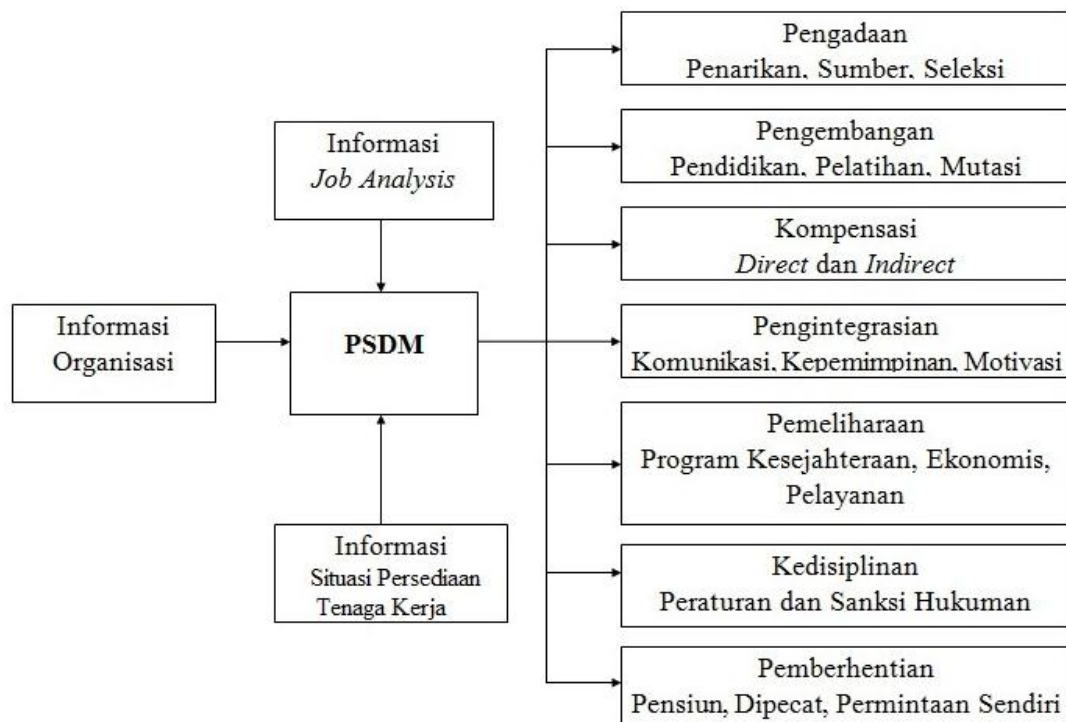 Informasi
Organisasi
Informasi
Job Analysis
PSDM
Informasi
Situasi Persediaan
Tenaga Kerja
Pengadaan
Penarikan, Sumber, Seleksi
Pengembangan
Pendidikan, Pelatihan, Mutasi
Kompensasi
Direct dan Indirect
Pengintegrasian
Komunikasi, Kepemimpinan, Motivasi
Pemeliharaan
Program Kesejahteraan, Ekonomis,
Pelayanan
Kedisiplinan
Peraturan dan Sanksi Hukuman
Pemberhentian
Pensiun, Dipecat, Permintaan Sendiri